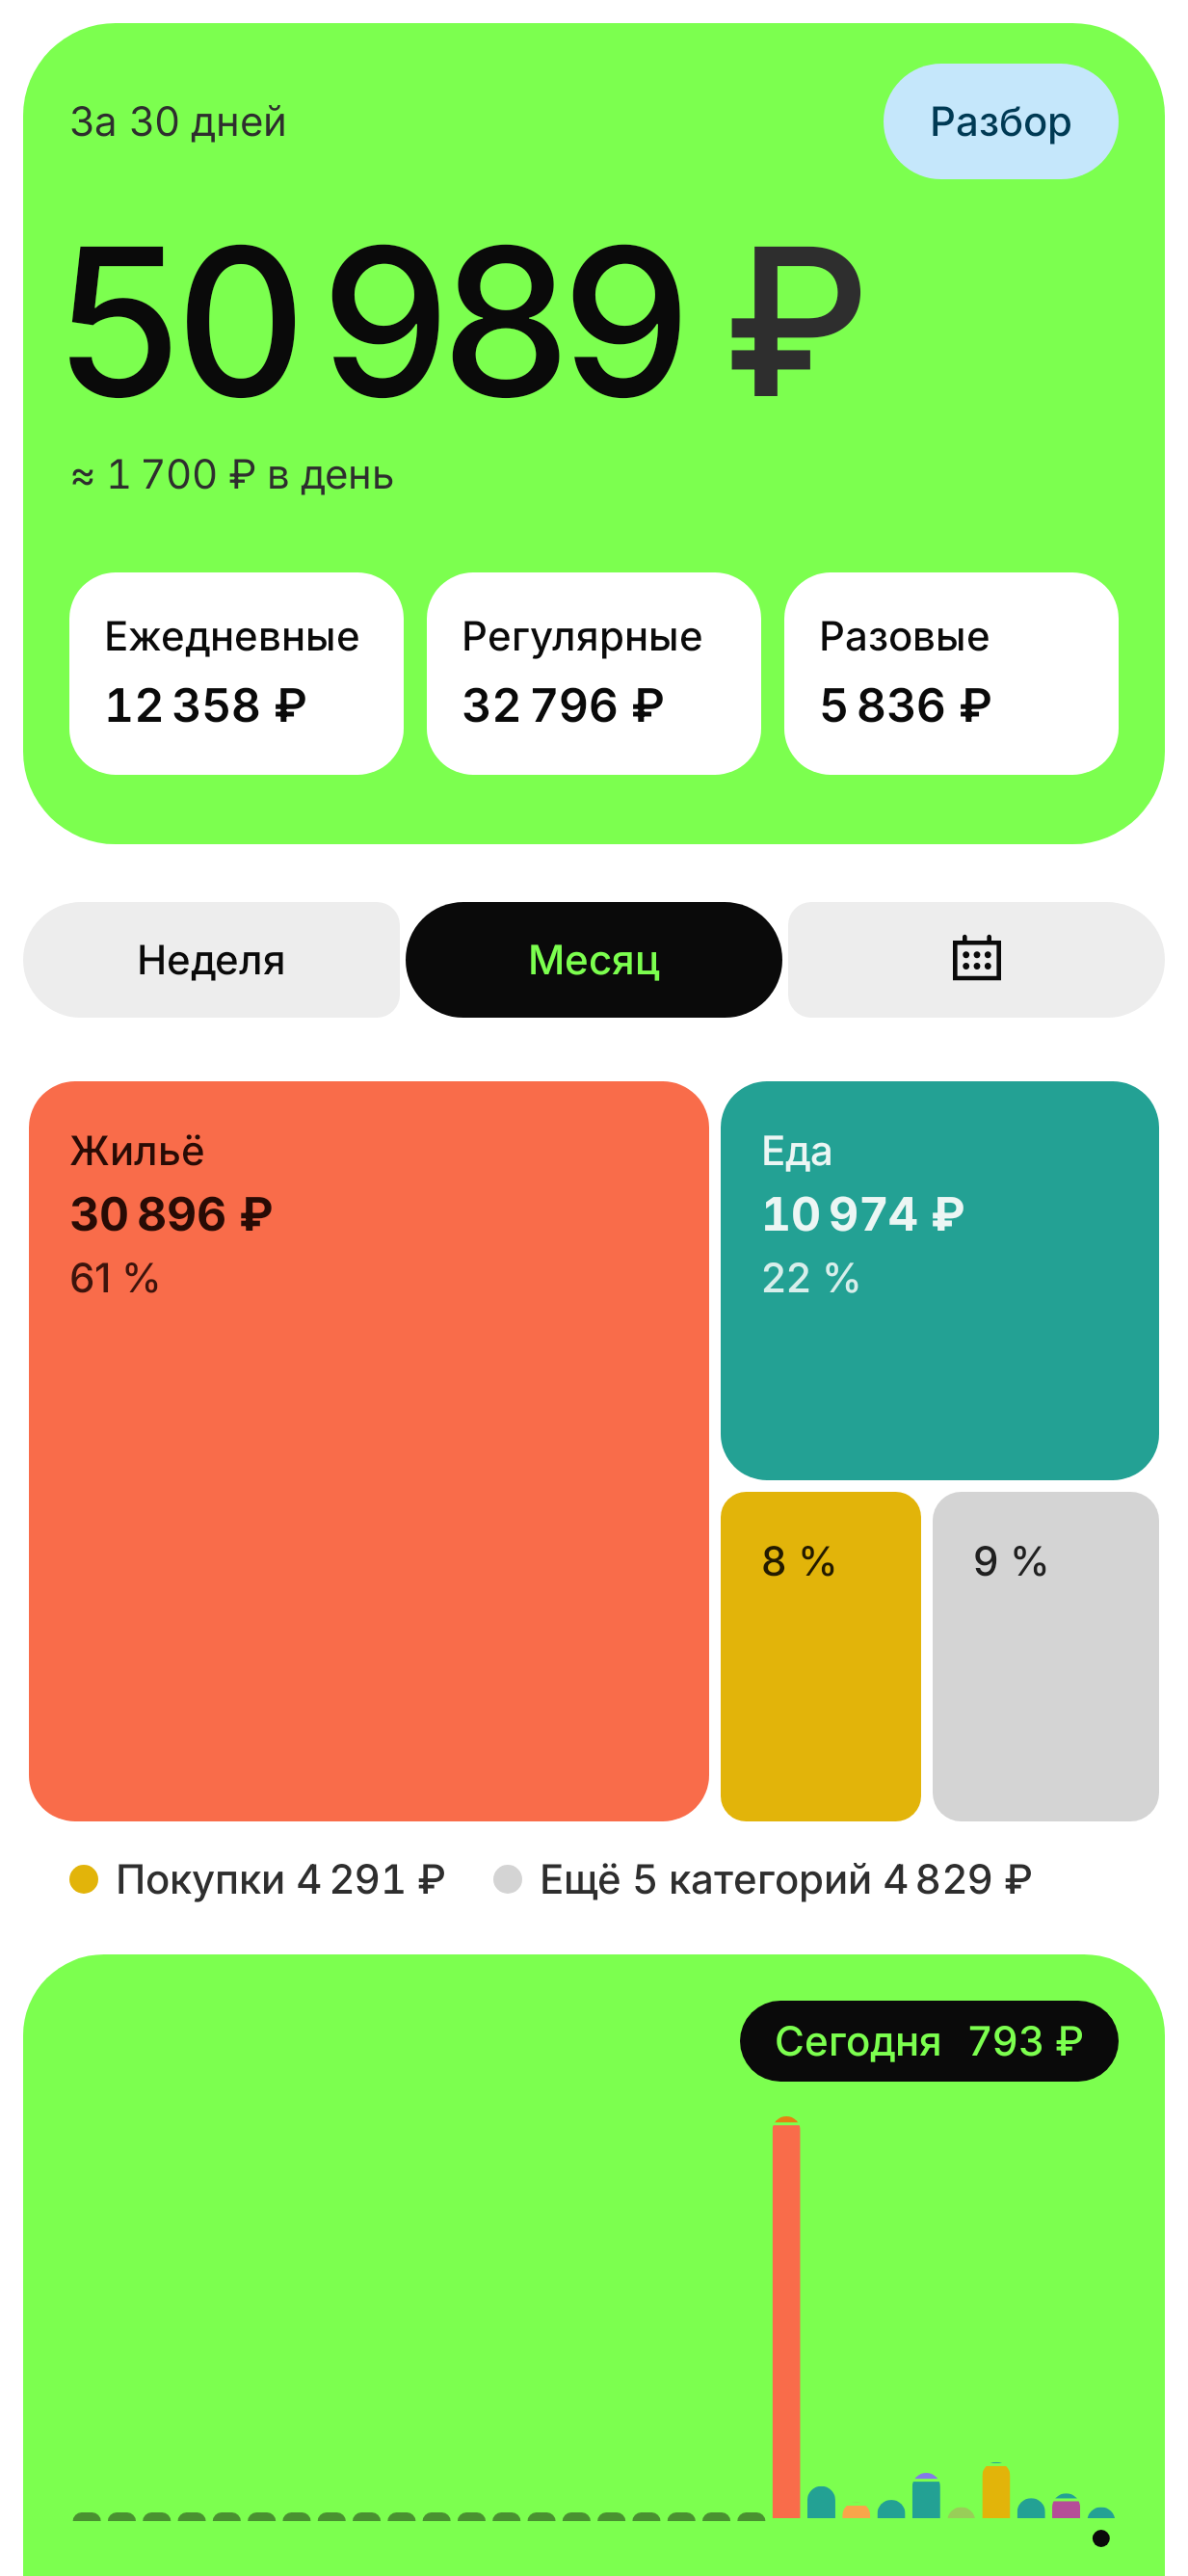 За 30 дней
Разбор
50 989 ₽
≈ 1 700 ₽ в день
Ежедневные
12 358 ₽
Регулярные
32 796 ₽
Разовые
5 836 ₽
Неделя
Месяц
Жильё
30 896 ₽
61 %
Еда
10 974 ₽
22 %
8 %
9 %
Покупки 4 291 ₽
Ещё 5 категорий 4 829 ₽
Сегодня 793 ₽